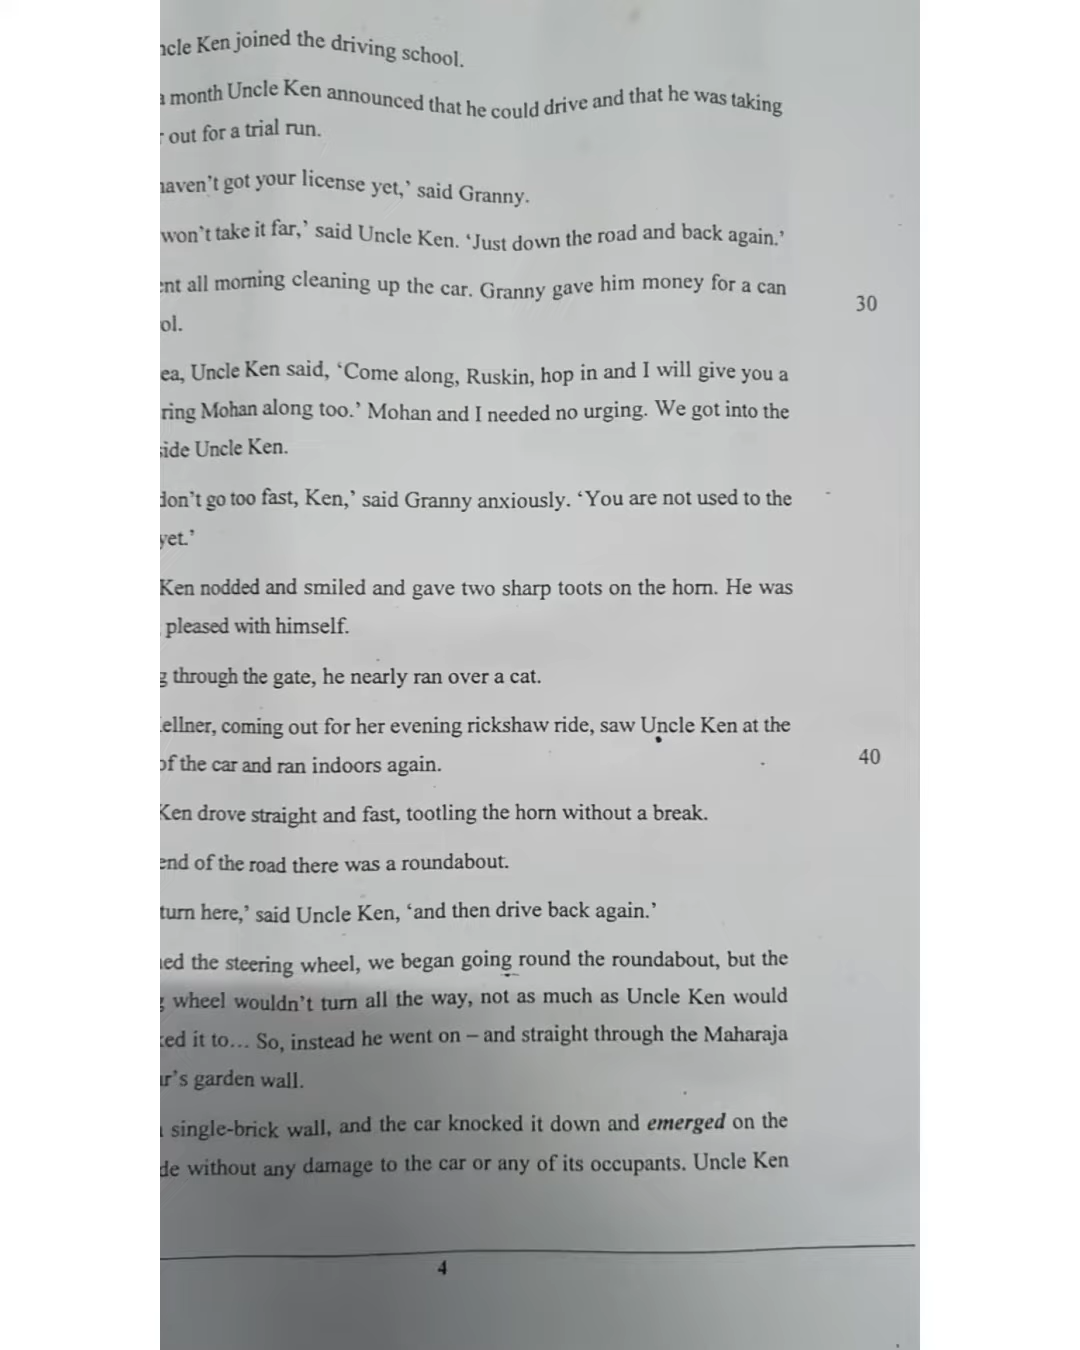 ncle Ken joined the driving school.
a month Uncle Ken announced that he could drive and that he was taking
out for a trial run.
haven't got your license yet,' said Granny.
won't take it far,' said Uncle Ken. 'Just down the road and back again.'
ent all morning cleaning up the car. Granny gave him money for a can
30
ol.
ea, Uncle Ken said, 'Come along, Ruskin, hop in and I will give you a
ring Mohan along too.' Mohan and I needed no urging. We got into the
side Uncle Ken.
don't go too fast, Ken,' said Granny anxiously. 'You are not used to the
yet.'
Ken nodded and smiled and gave two sharp toots on the horn. He was
pleased with himself.
g through the gate, he nearly ran over a cat.
ellner, coming out for her evening rickshaw ride, saw Uncle Ken at the
of the car and ran indoors again.
40
Ken drove straight and fast, tootling the horn without a break.
end of the road there was a roundabout.
turn here,' said Uncle Ken, 'and then drive back again.'
ned the steering wheel, we began going round the roundabout, but the
g wheel wouldn't turn all the way, not as much as Uncle Ken would
ked it to... So, instead he went on – and straight through the Maharaja
ur's garden wall.
single-brick wall, and the car knocked it down and emerged on the
de without any damage to the car or any of its occupants. Uncle Ken
4